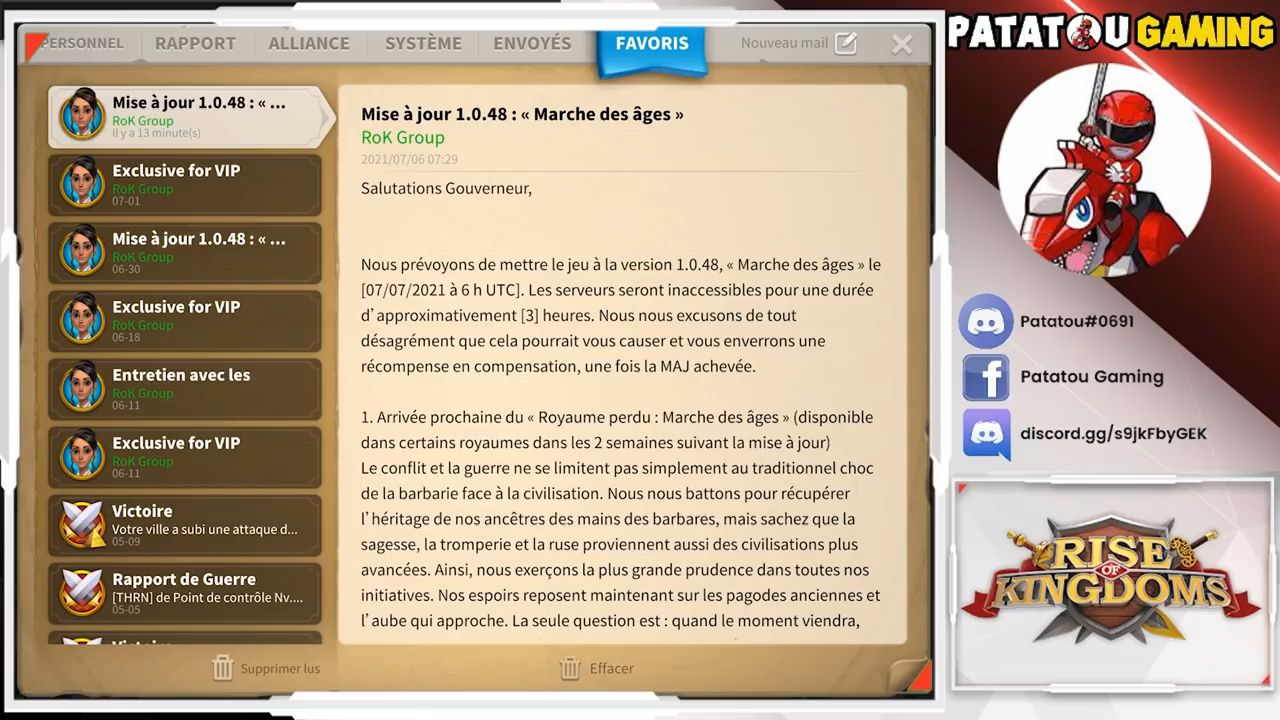 PERSONNEL
RAPPORT
ALLIANCE
SYSTÈME
ENVOYÉS
FAVORIS
Nouveau mail
Mise à jour 1.0.48 : « ...
RoK Group
Il y a 13 minute(s)
Exclusive for VIP
RoK Group
07-01
Mise à jour 1.0.48 : « ...
RoK Group
06-30
Exclusive for VIP
RoK Group
06-18
Entretien avec les
RoK Group
06-11
Exclusive for VIP
RoK Group
06-11
Victoire
Votre ville a subi une attaque d...
05-09
Rapport de Guerre
[THRN] de Point de contrôle Nv....
05-05
Supprimer lus
Mise à jour 1.0.48 : « Marche des âges »
RoK Group
2021/07/06 07:29
Salutations Gouverneur,
Nous prévoyons de mettre le jeu à la version 1.0.48, « Marche des âges » le
[07/07/2021 à 6 h UTC]. Les serveurs seront inaccessibles pour une durée
d'approximativement [3] heures. Nous nous excusons de tout
désagrément que cela pourrait vous causer et vous enverrons une
récompense en compensation, une fois la MAJ achevée.
1. Arrivée prochaine du « Royaume perdu : Marche des âges » (disponible
dans certains royaumes dans les 2 semaines suivant la mise à jour)
Le conflit et la guerre ne se limitent pas simplement au traditionnel choc
de la barbarie face à la civilisation. Nous nous battons pour récupérer
l'héritage de nos ancêtres des mains des barbares, mais sachez que la
sagesse, la tromperie et la ruse proviennent aussi des civilisations plus
avancées. Ainsi, nous exerçons la plus grande prudence dans toutes nos
initiatives. Nos espoirs reposent maintenant sur les pagodes anciennes et
l'aube qui approche. La seule question est : quand le moment viendra,
Effacer
PATATOU GAMING
Patatou#0691
Patatou Gaming
discord.gg/s9jkFbyGEK
RISE
OF
KINGDOMS